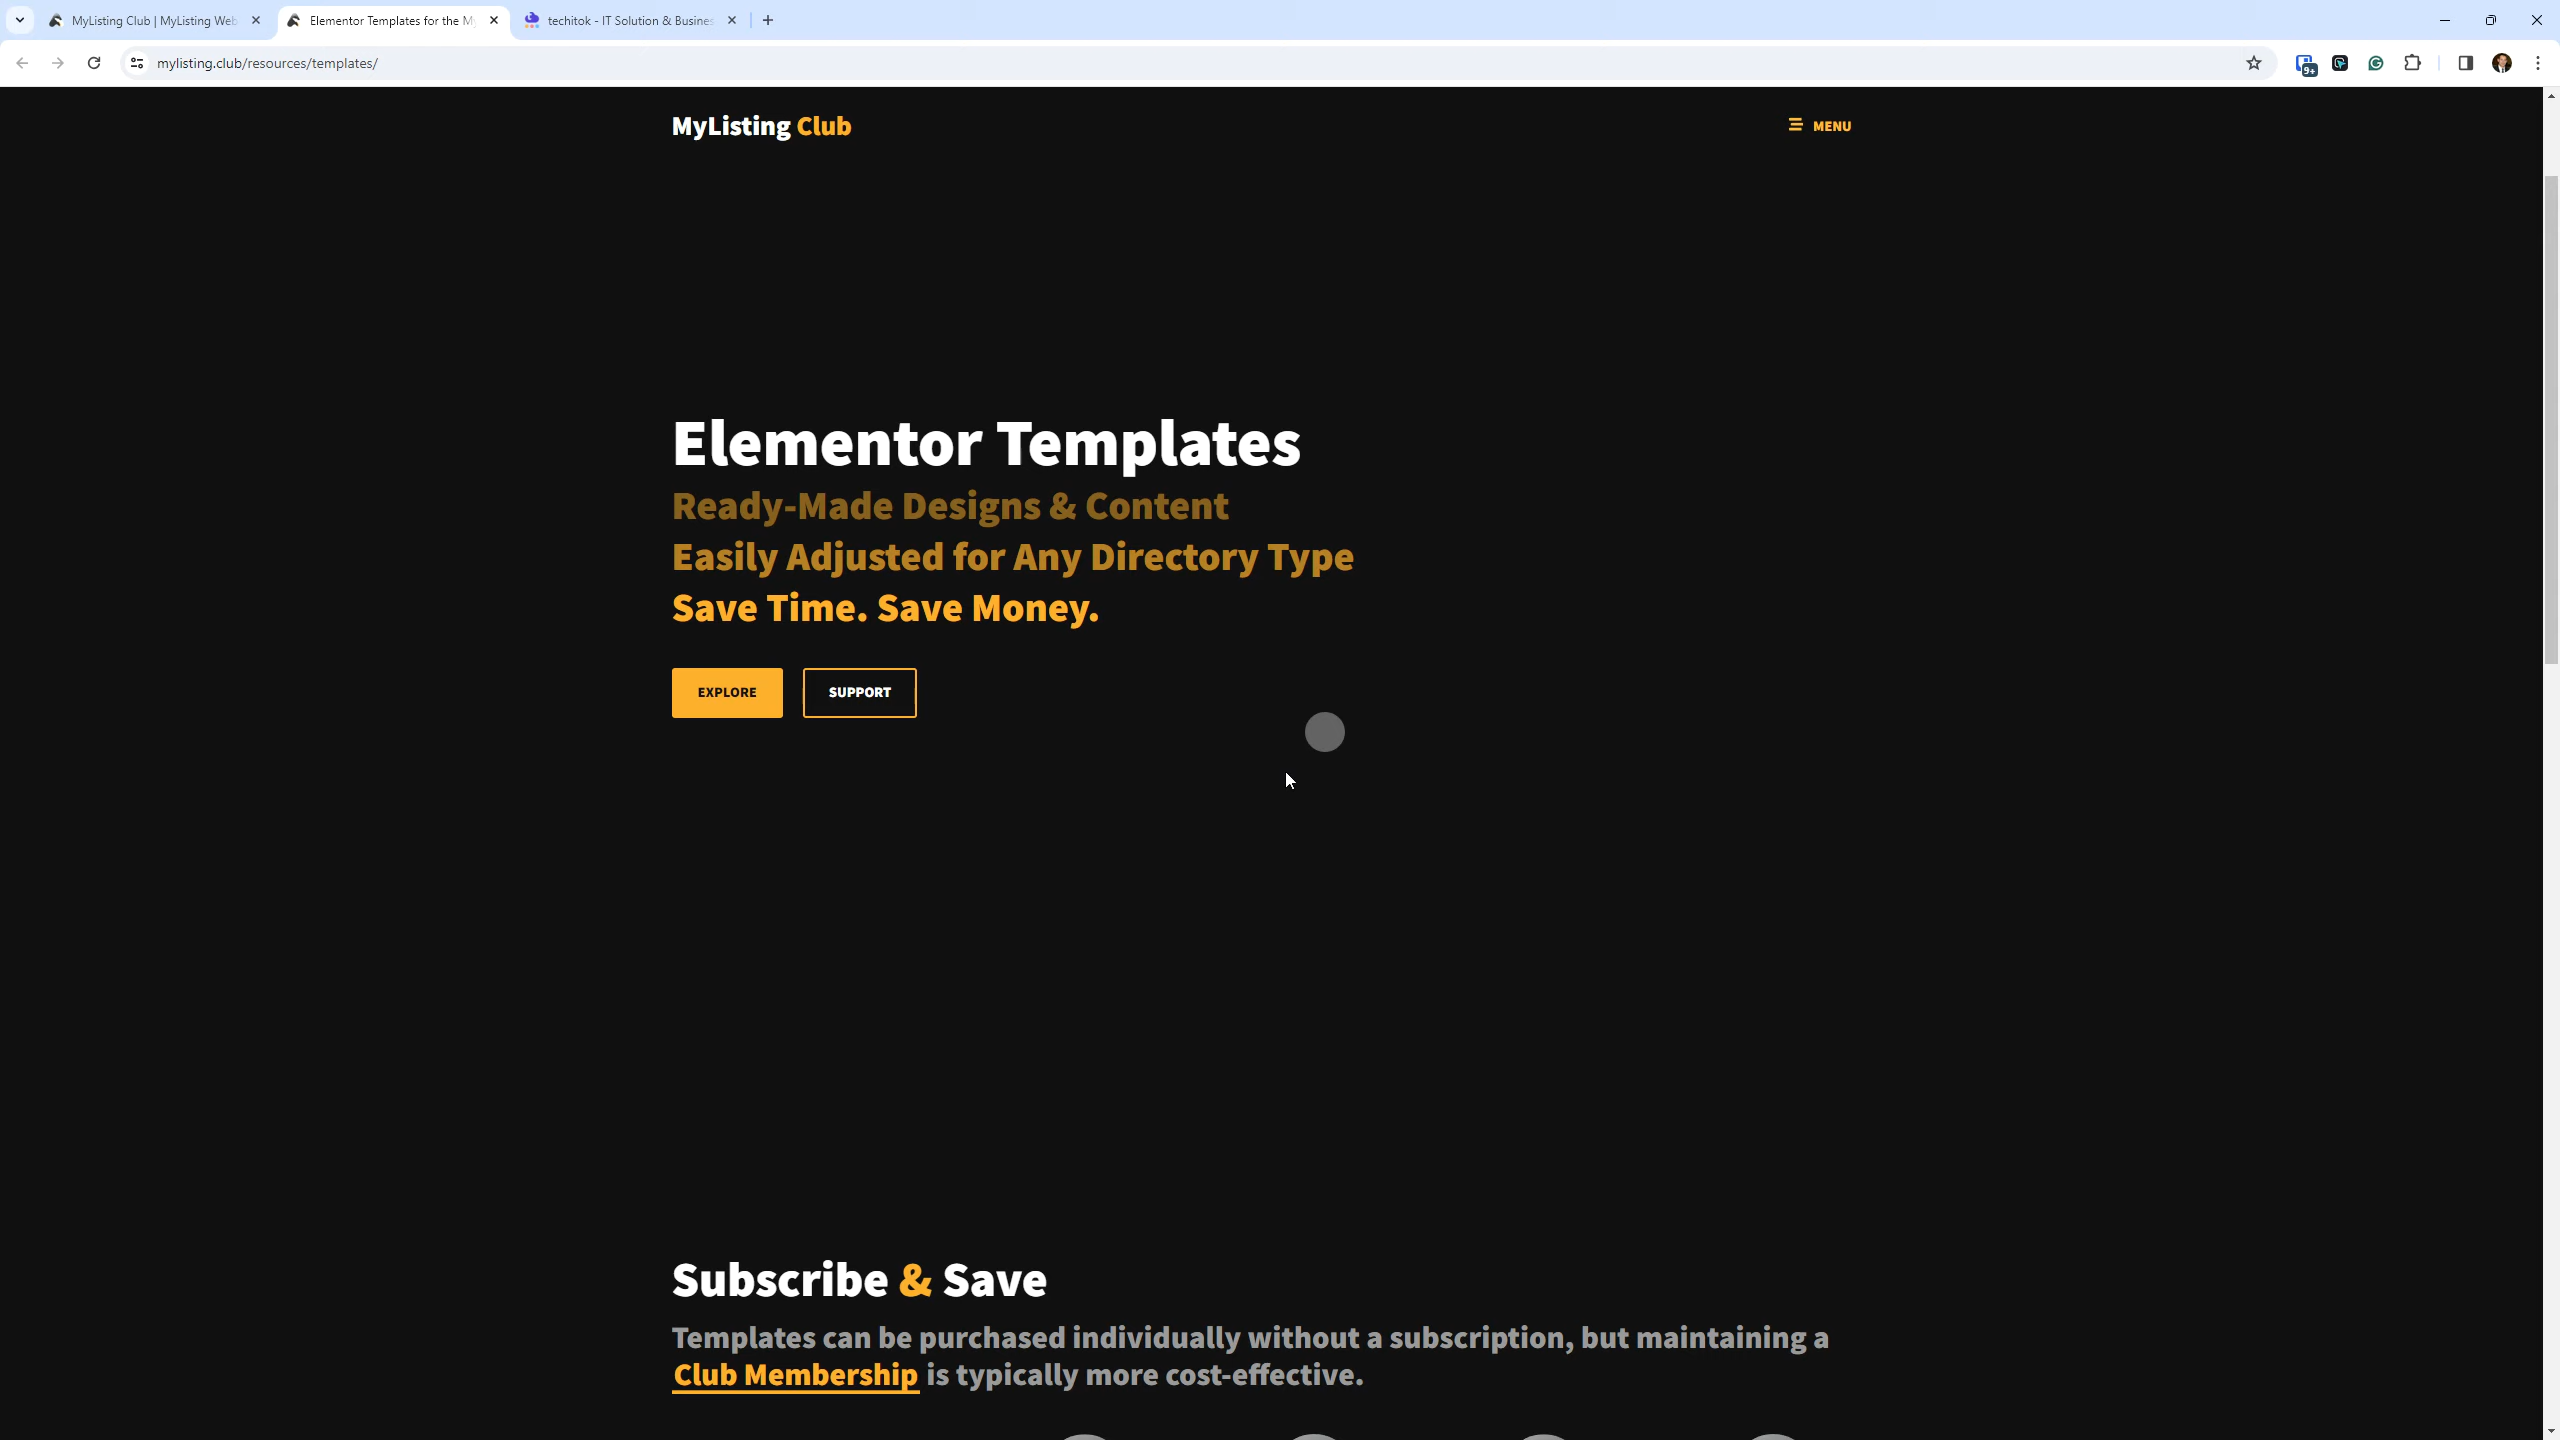 MyListing Club | MyListing Web
Elementor Templates for the M
techitok - IT Solution & Busines
mylisting.club/resources/templates/
9+
MyListing Club
MENU
Elementor Templates
Ready-Made Designs & Content
Easily Adjusted for Any Directory Type
Save Time. Save Money.
EXPLORE
SUPPORT
Subscribe & Save
Templates can be purchased individually without a subscription, but maintaining a
Club Membership is typically more cost-effective.